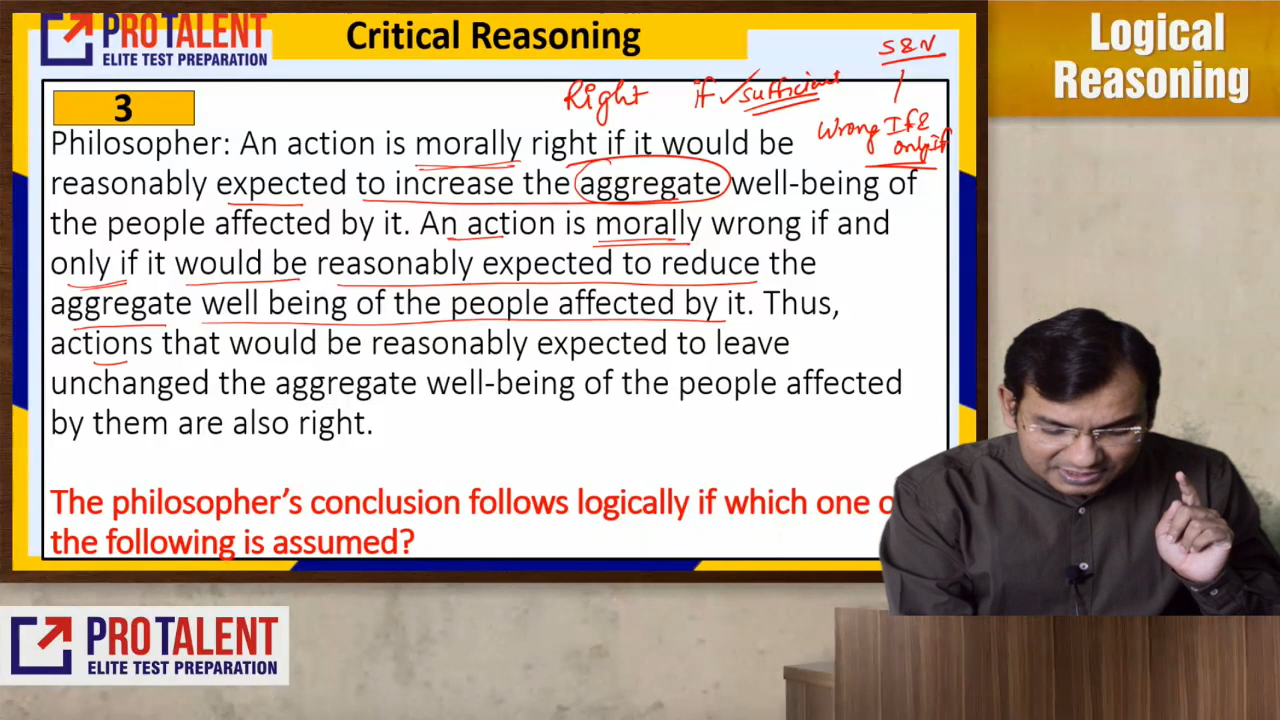 PROTALENT
ELITE TEST PREPARATION
Critical Reasoning
Logical
Reasoning
S & N
Right if sufficient
Wrong If &
only if
3
Philosopher: An action is morally right if it would be
reasonably expected to increase the aggregate well-being of
the people affected by it. An action is morally wrong if and
only if it would be reasonably expected to reduce the
aggregate well being of the people affected by it. Thus,
actions that would be reasonably expected to leave
unchanged the aggregate well-being of the people affected
by them are also right.
The philosopher's conclusion follows logically if which one o
the following is assumed?
PROTALENT
ELITE TEST PREPARATION